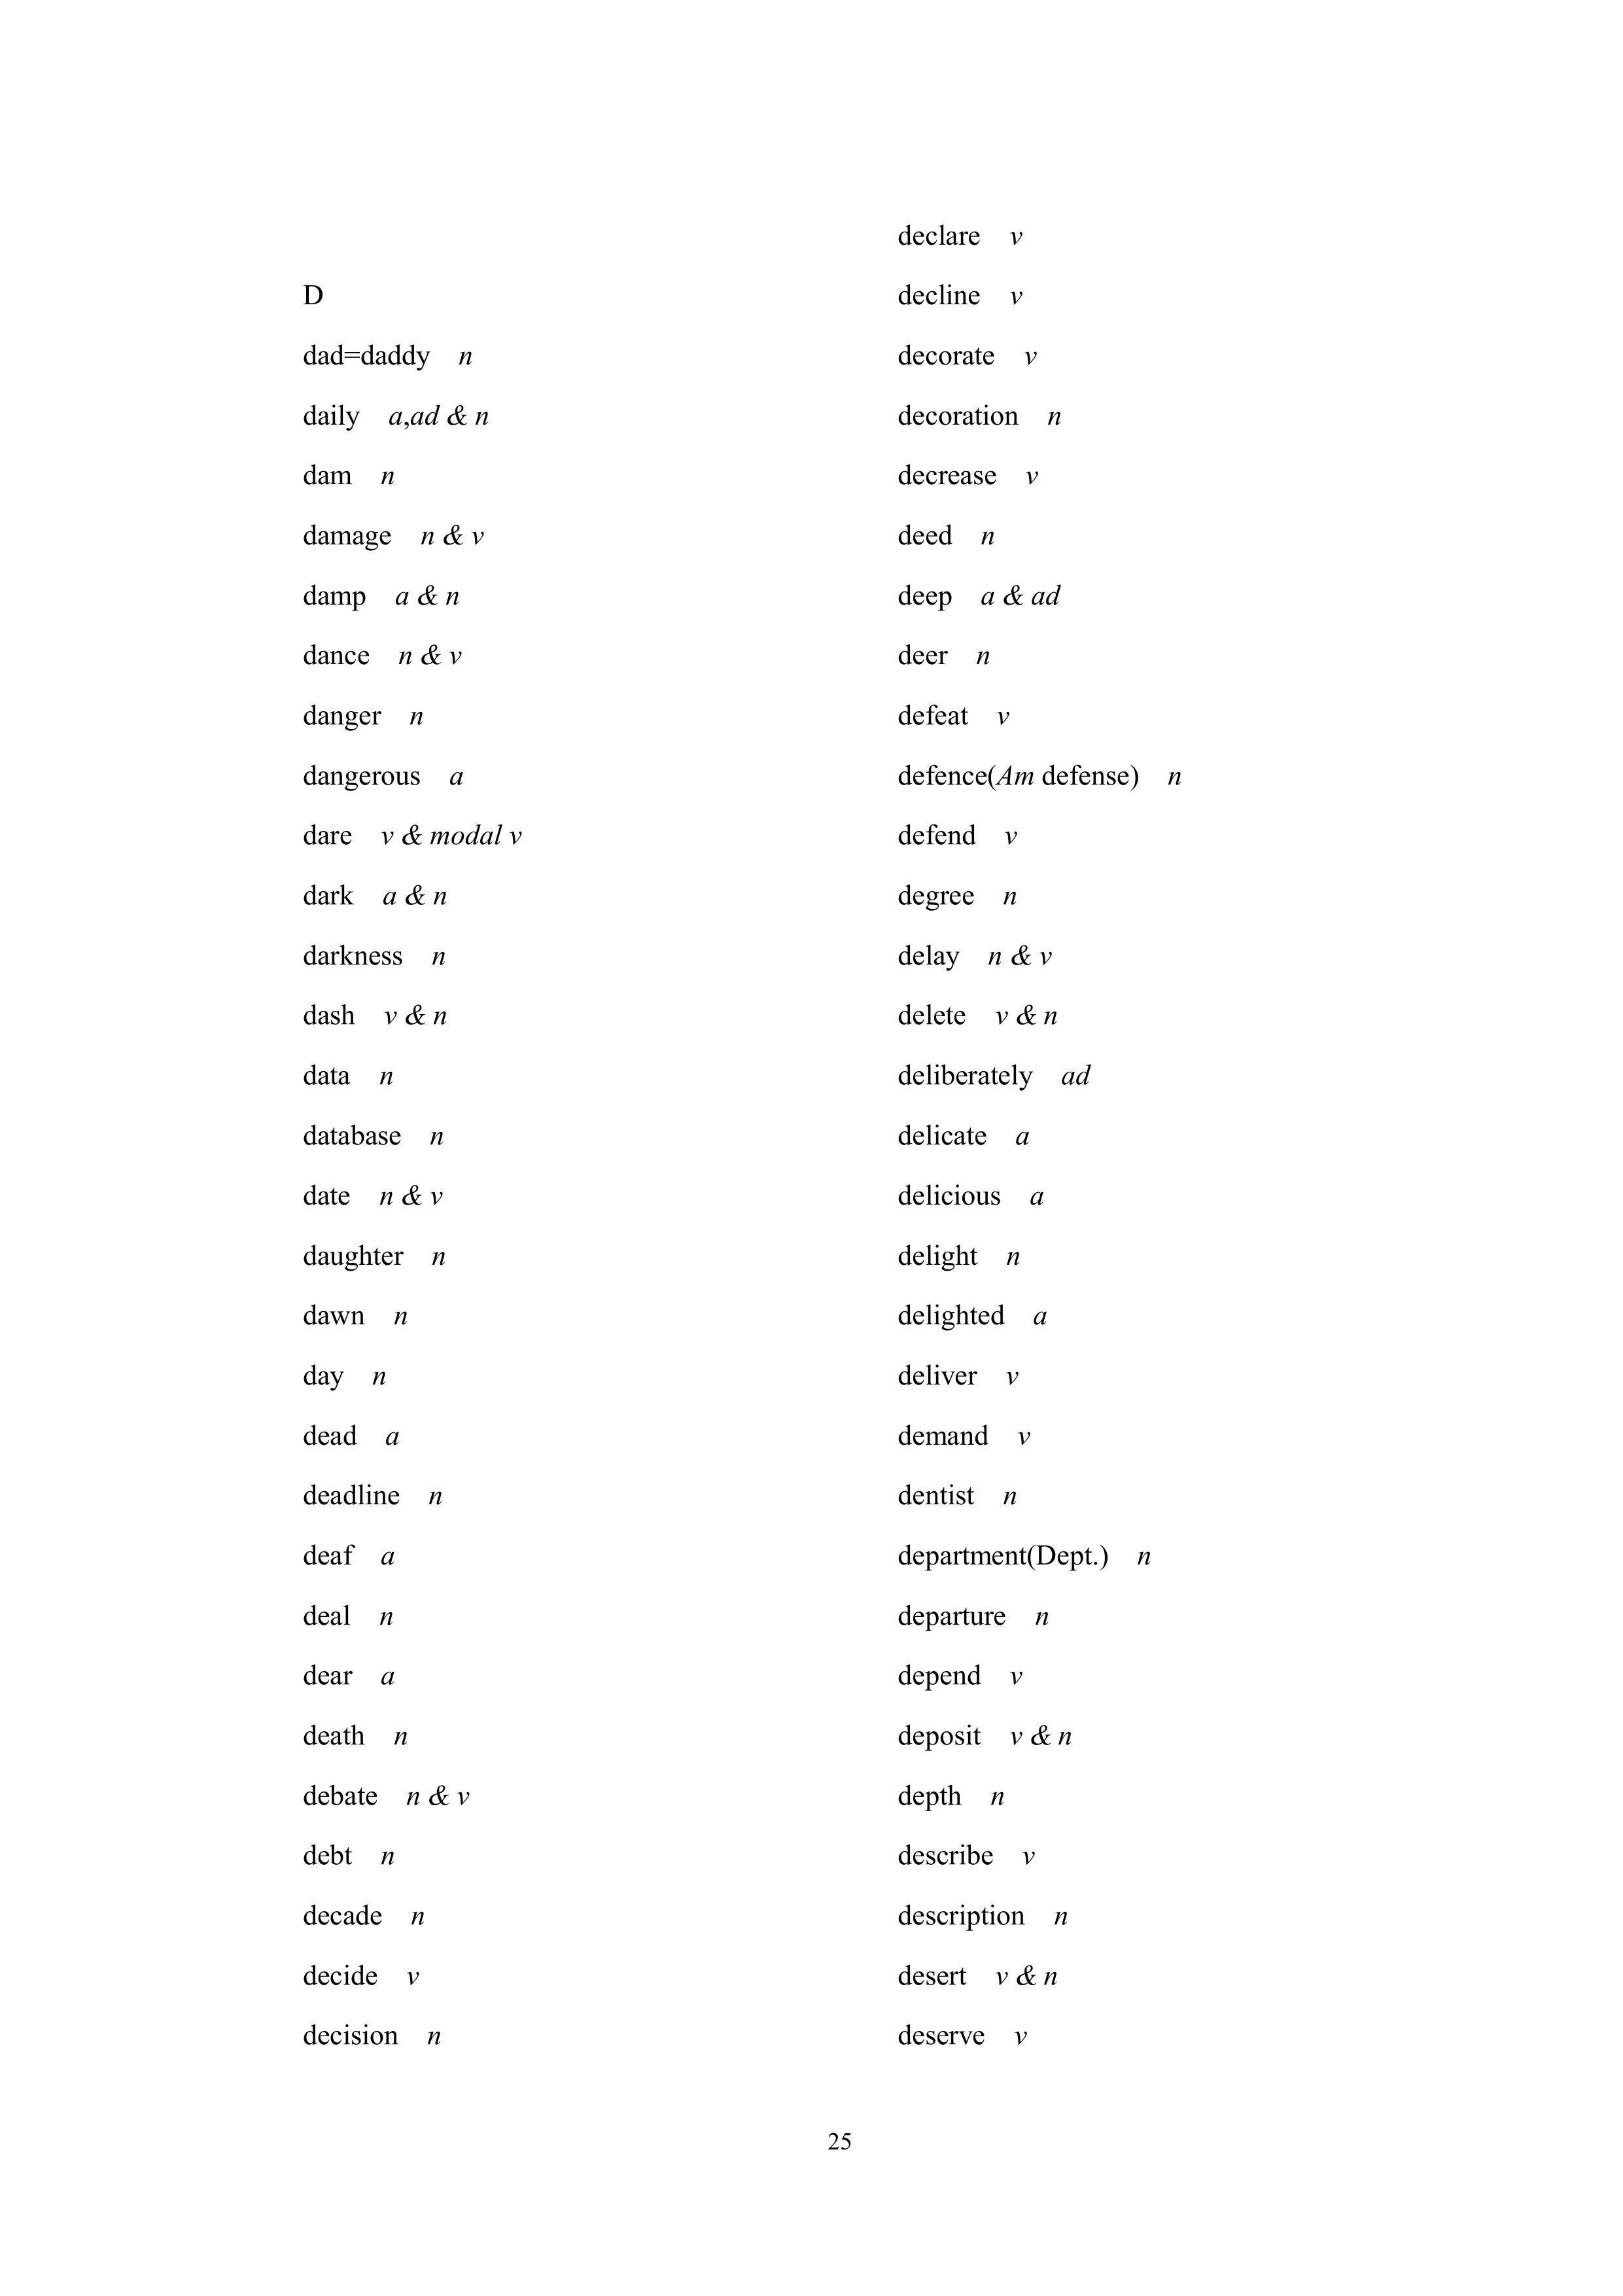 D
dad=daddy n
daily a,ad & n
dam n
damage n & v
damp a & n
dance n & v
danger n
dangerous a
dare v & modal v
dark a & n
darkness n
dash v & n
data n
database n
date n & v
daughter n
dawn n
day n
dead a
deadline n
deaf a
deal n
dear a
death n
debate n & v
debt n
decade n
decide v
decision n
declare v
decline v
decorate v
decoration n
decrease v
deed n
deep a & ad
deer n
defeat v
defence(Am defense) n
defend v
degree n
delay n & v
delete v & n
deliberately ad
delicate a
delicious a
delight n
delighted a
deliver v
demand v
dentist n
department(Dept.) n
departure n
depend v
deposit v & n
depth n
describe v
description n
desert v & n
deserve v
25